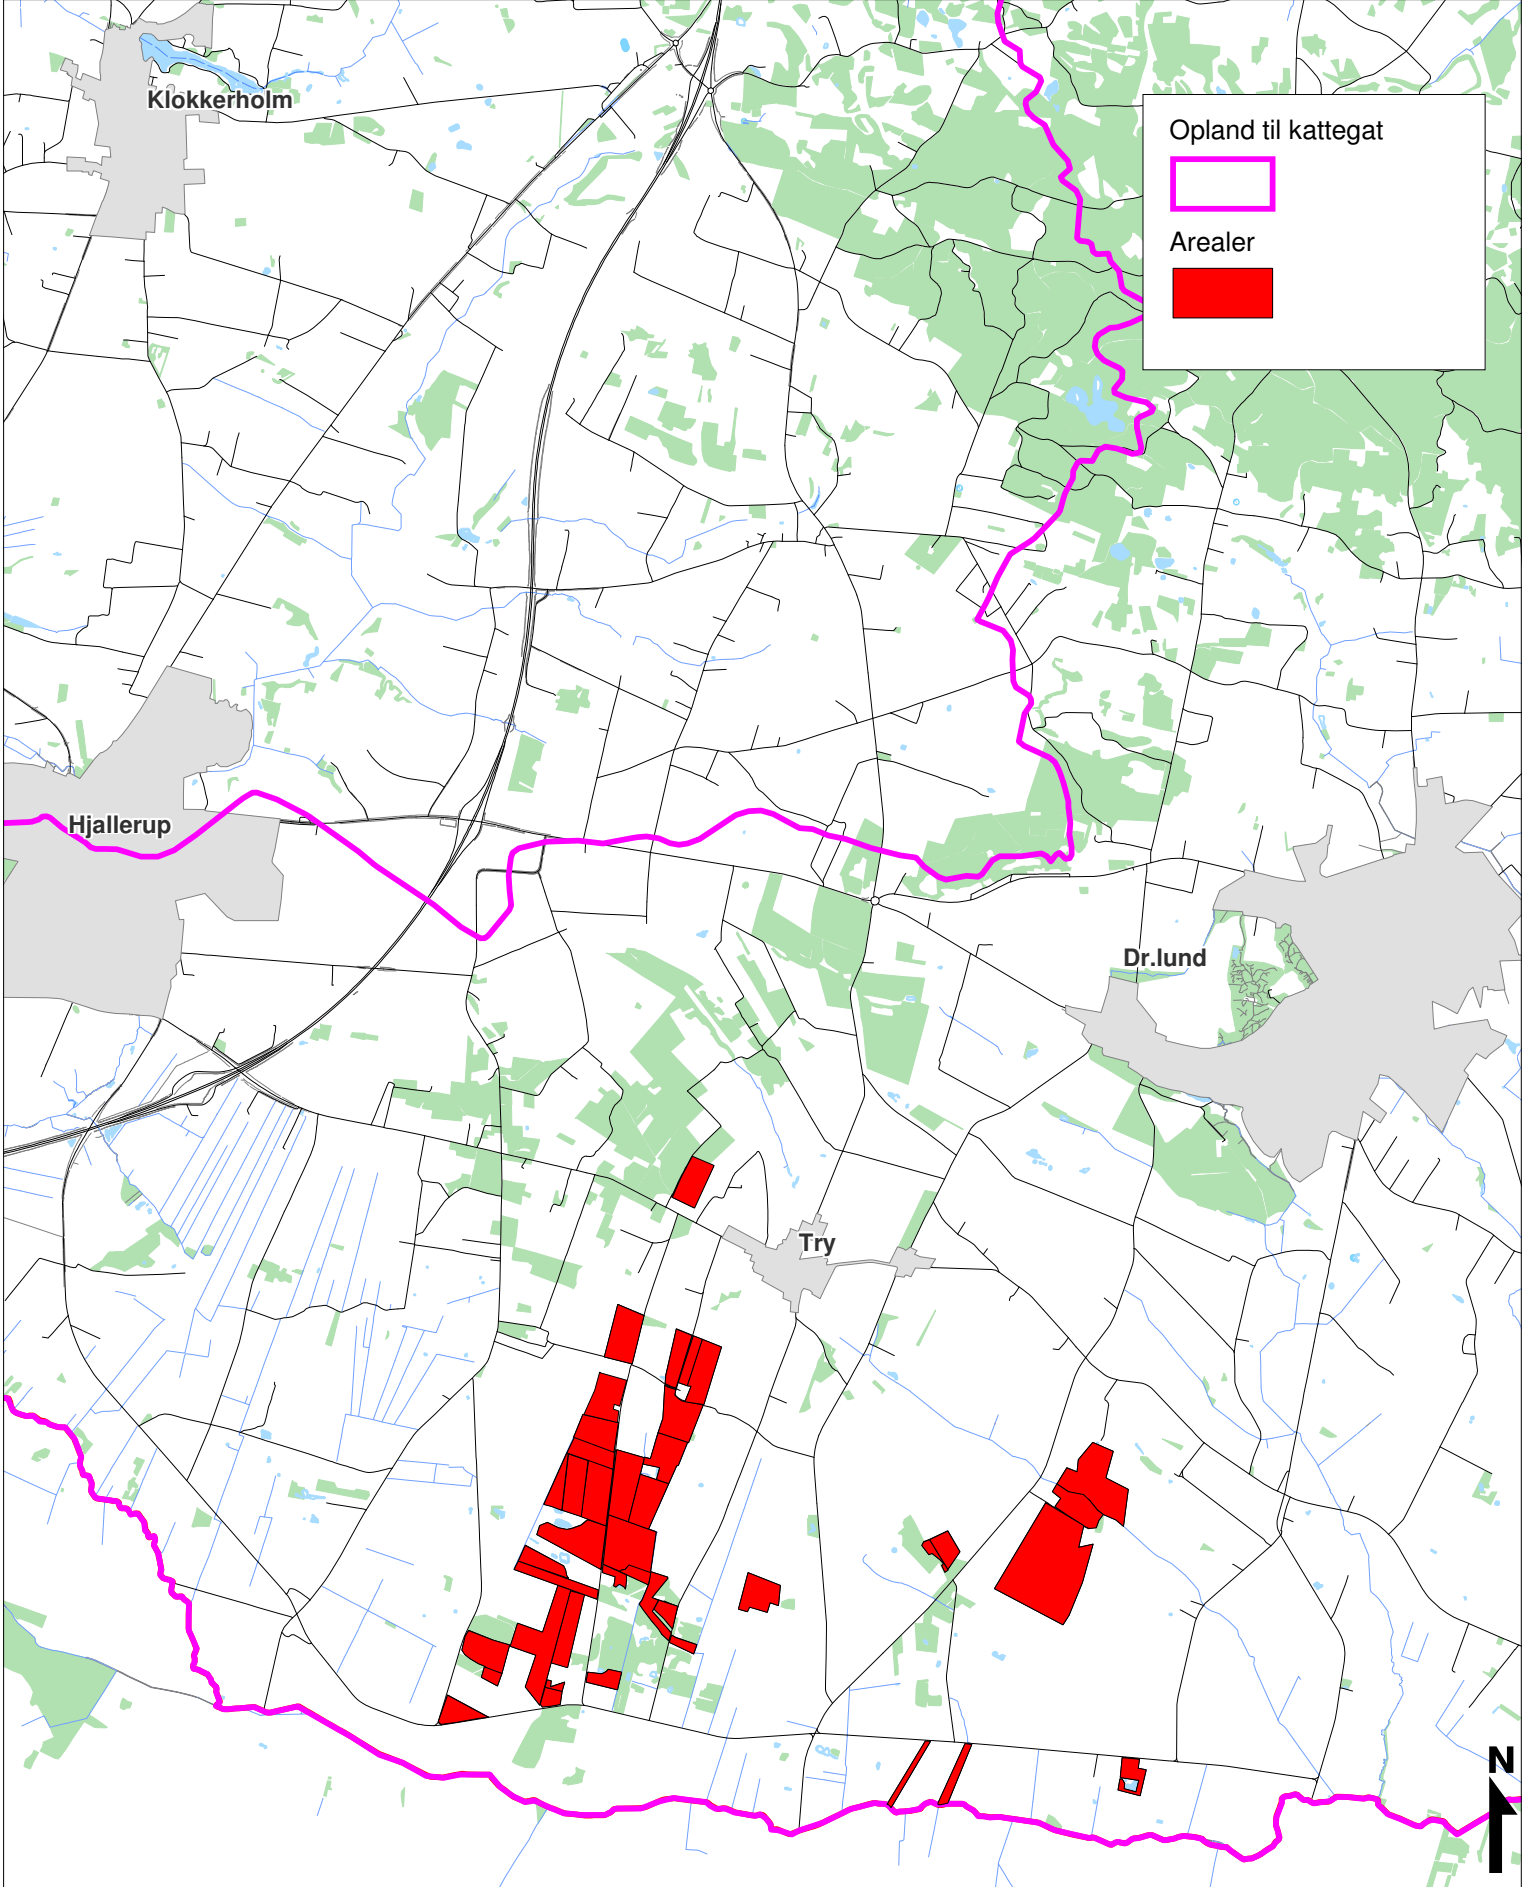 Klokkerholm
Opland til kattegat
Arealer
Hjallerup
Dr.lund
Try
N